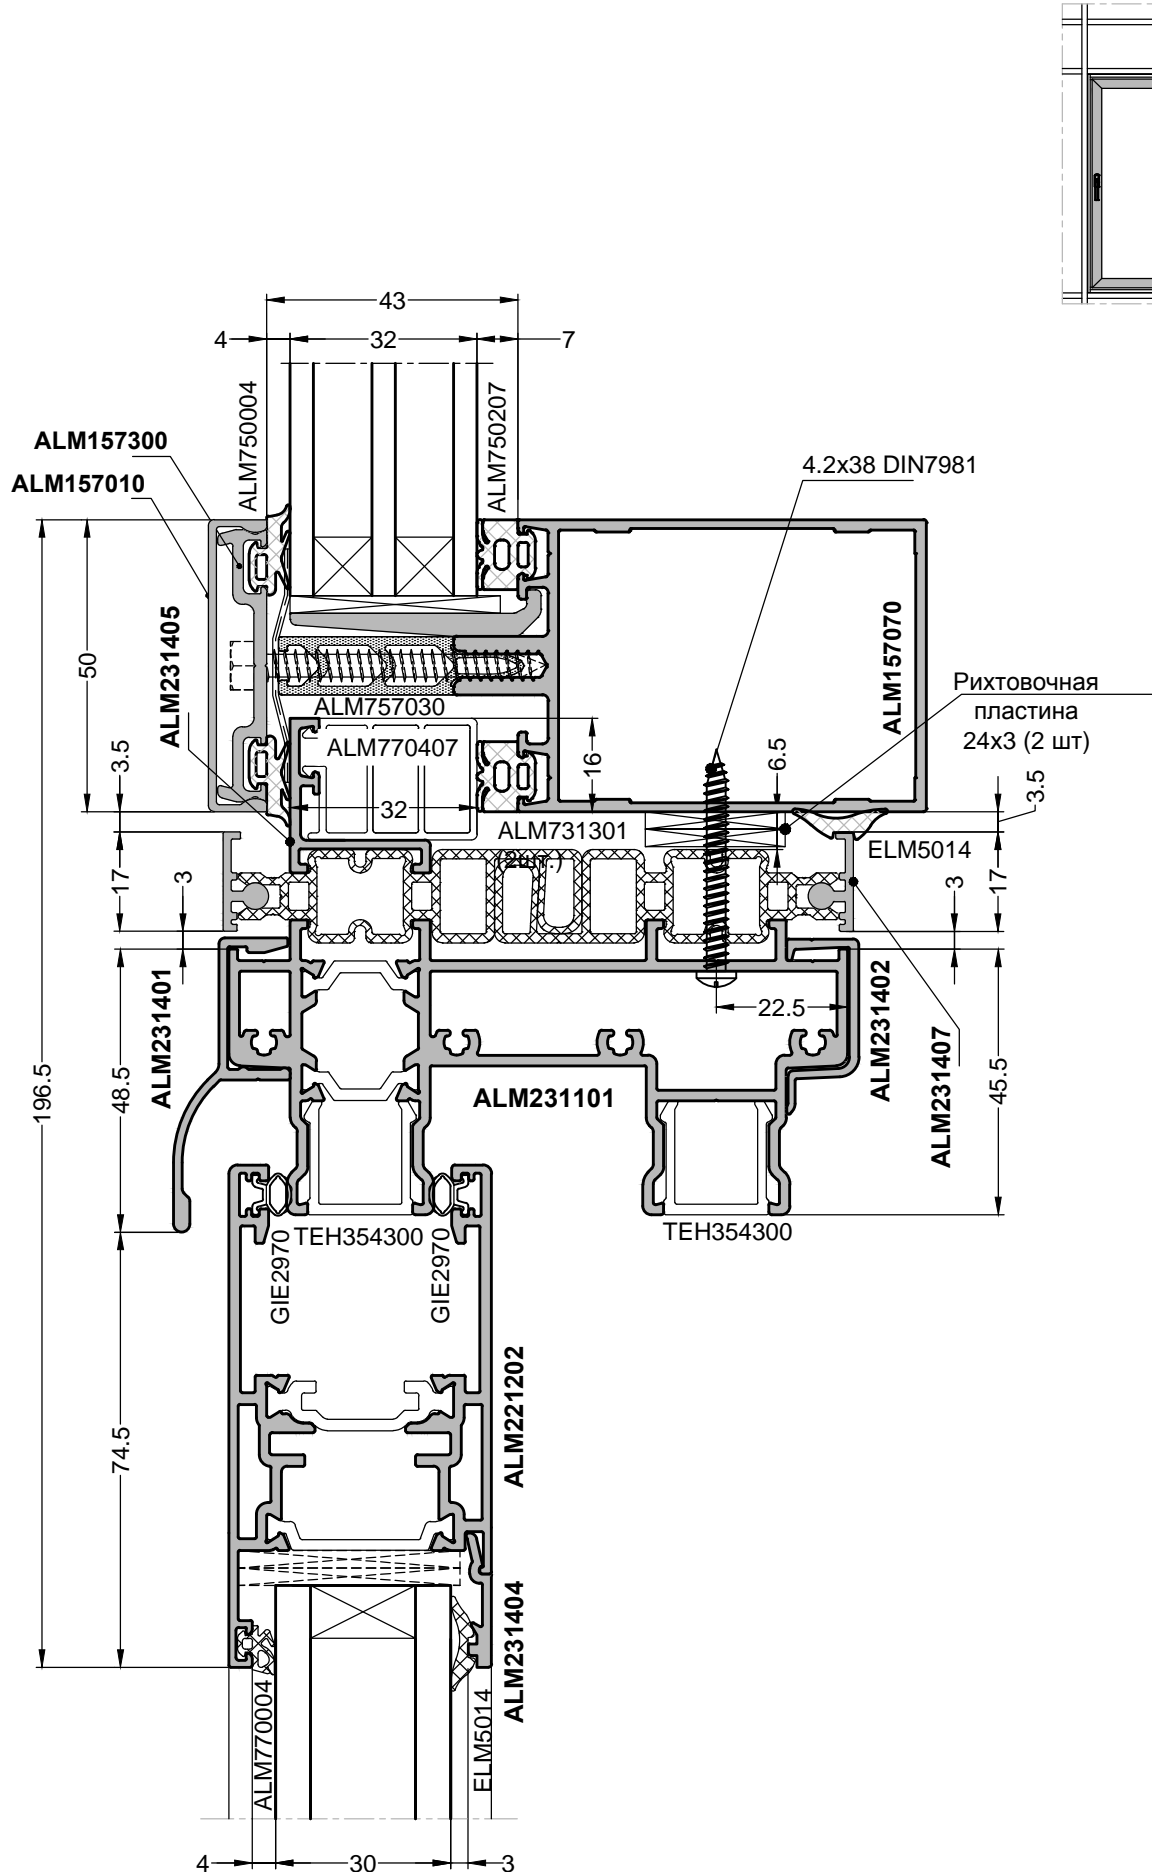 43
4
32
7
ALM750004
ALM750207
ALM157300
ALM157010
4.2x38 DIN7981
ALM231405
50
196.5
ALM157070
Рихтовочная
пластина
24x3 (2 шт)
ALM757030
ALM770407
16
6.5
3.5
3.5
32
ALM731301
(2шт.)
ELM5014
17
3
3
17
ALM231401
22.5
ALM231402
ALM231407
48.5
45.5
ALM231101
TEH354300
TEH354300
GIE2970
GIE2970
74.5
ALM221202
ALM231404
ALM770004
ELM5014
4
30
3